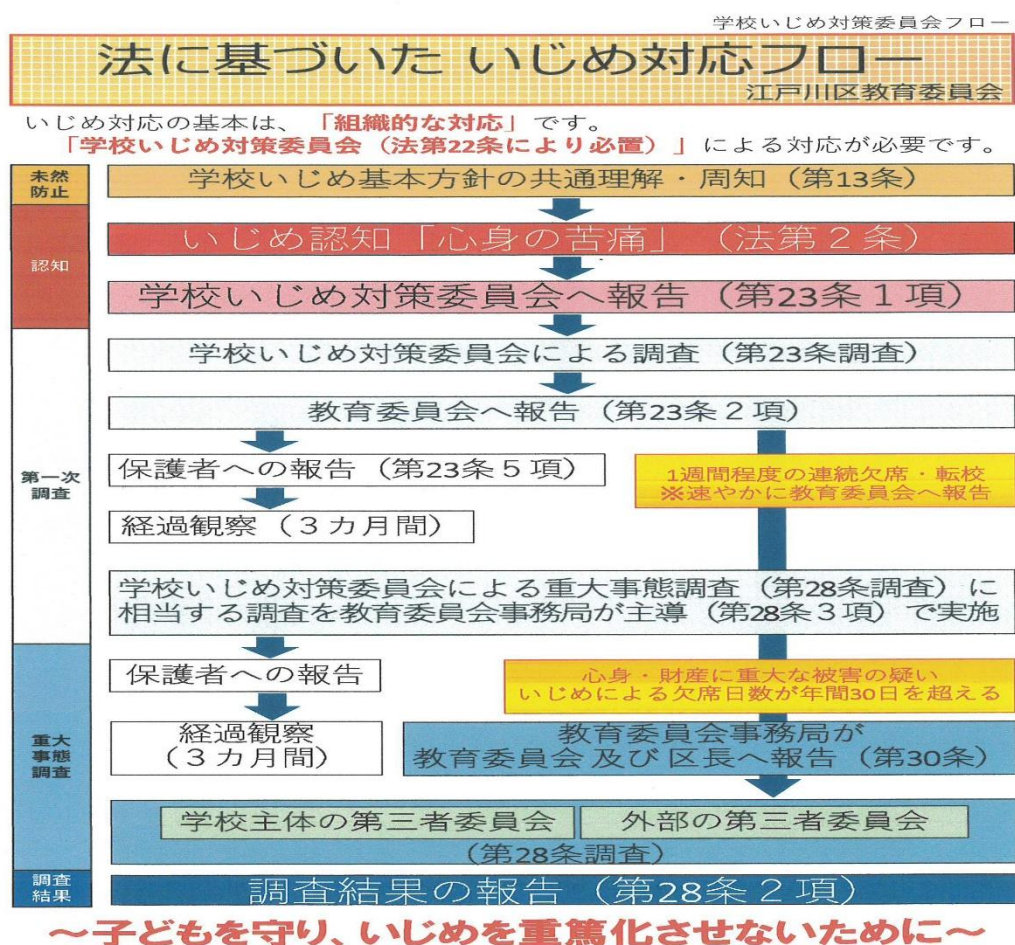 学校いじめ対策委員会フロー
法に基づいた いじめ対応フロー
江戸川区教育委員会
いじめ対応の基本は、「組織的な対応」です。
「学校いじめ対策委員会（法第22条により必置）」による対応が必要です。
未然
防止
学校いじめ基本方針の共通理解・周知（第13条）
認知
いじめ認知「心身の苦痛」（法第２条）
学校いじめ対策委員会へ報告（第23条１項）
第一次
調査
学校いじめ対策委員会による調査（第23条調査）
教育委員会へ報告（第23条２項）
保護者への報告（第23条５項）
1週間程度の連続欠席・転校
※速やかに教育委員会へ報告
経過観察（３カ月間）
学校いじめ対策委員会による重大事態調査（第28条調査）に
相当する調査を教育委員会事務局が主導（第28条３項）で実施
重大
事態
調査
保護者への報告
心身・財産に重大な被害の疑い
いじめによる欠席日数が年間30日を超える
経過観察
（３カ月間）
教育委員会事務局が
教育委員会及び区長へ報告（第30条）
学校主体の第三者委員会
外部の第三者委員会
（第28条調査）
調査
結果
調査結果の報告（第28条２項）
～子どもを守り、いじめを重篤化させないために～